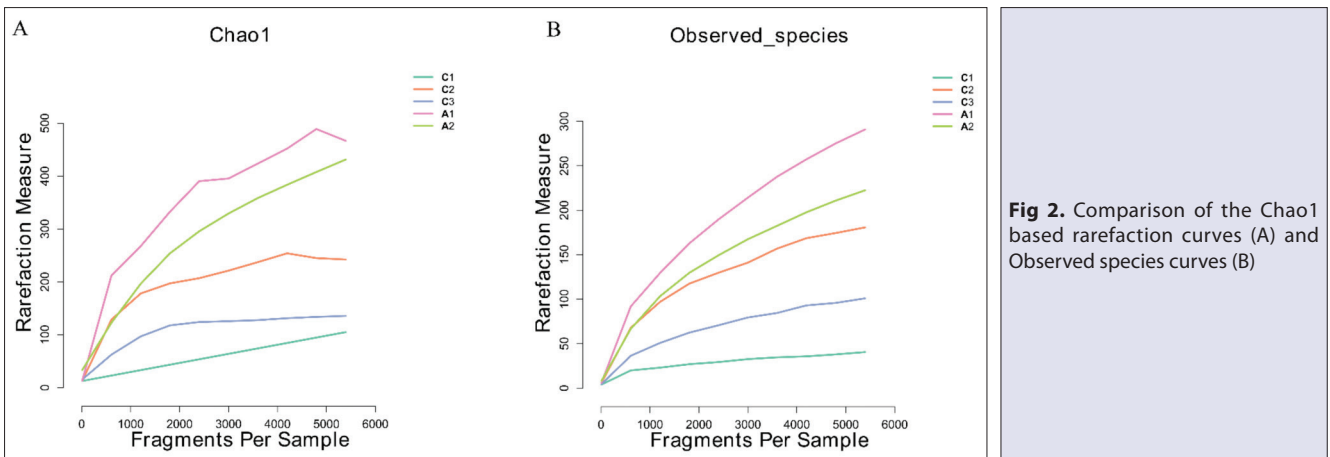 A
Chao1
Rarefaction Measure
500
400
300
200
100
0
0 1000 2000 3000 4000 5000 6000
Fragments Per Sample
C1
C2
C3
A1
A2
B
Observed_species
Rarefaction Measure
300
250
200
150
100
50
0
0 1000 2000 3000 4000 5000 6000
Fragments Per Sample
C1
C2
C3
A1
A2
Fig 2. Comparison of the Chao1
based rarefaction curves (A) and
Observed species curves (B)